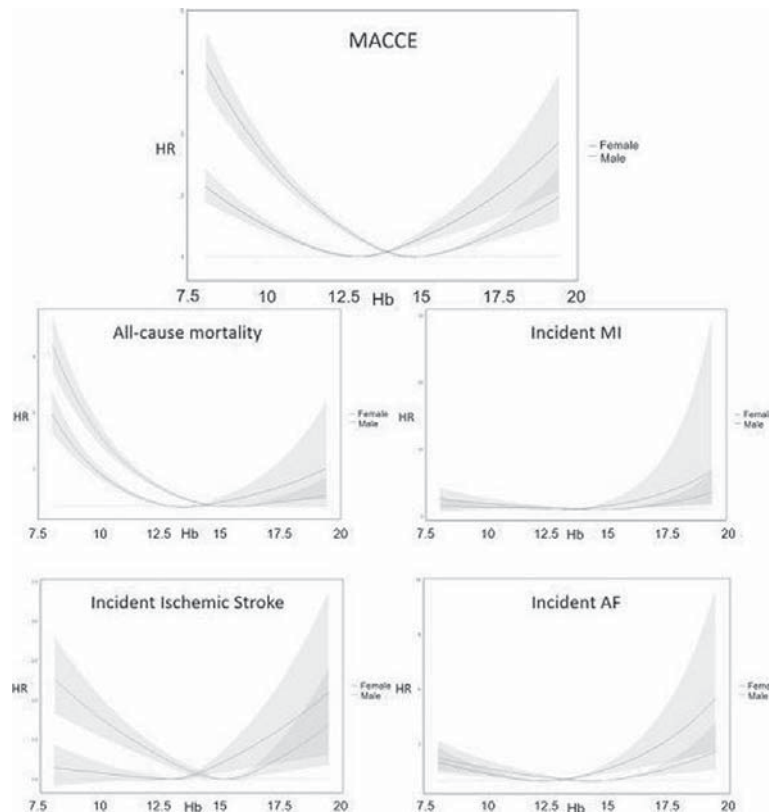 MACCE
HR
Female
Male
7.5 10 12.5 Hb 15 17.5 20
All-cause mortality
HR
Female
Male
7.5 10 12.5 Hb 15 17.5 20
Incident MI
HR
Female
Male
7.5 10 12.5 Hb 15 17.5 20
Incident Ischemic Stroke
HR
Female
Male
7.5 10 12.5 Hb 15 17.5 20
Incident AF
HR
Female
Male
7.5 10 12.5 Hb 15 17.5 20